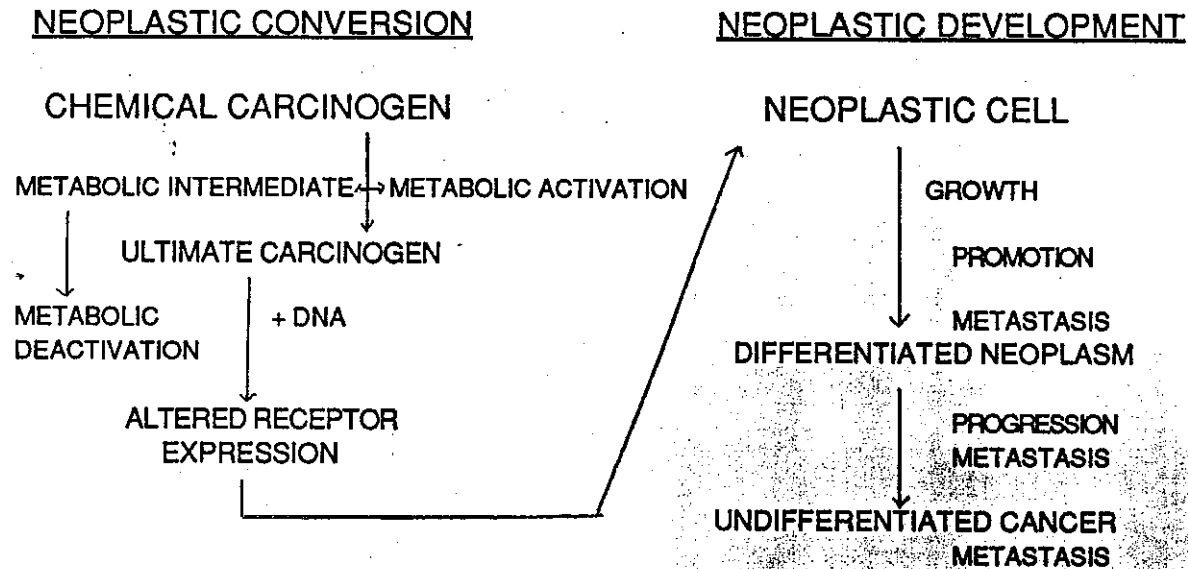 NEOPLASTIC CONVERSION
CHEMICAL CARCINOGEN
METABOLIC INTERMEDIATE ↔ METABOLIC ACTIVATION
ULTIMATE CARCINOGEN
METABOLIC
DEACTIVATION
+ DNA
ALTERED RECEPTOR
EXPRESSION
NEOPLASTIC DEVELOPMENT
NEOPLASTIC CELL
GROWTH
PROMOTION
METASTASIS
DIFFERENTIATED NEOPLASM
PROGRESSION
METASTASIS
UNDIFFERENTIATED CANCER
METASTASIS